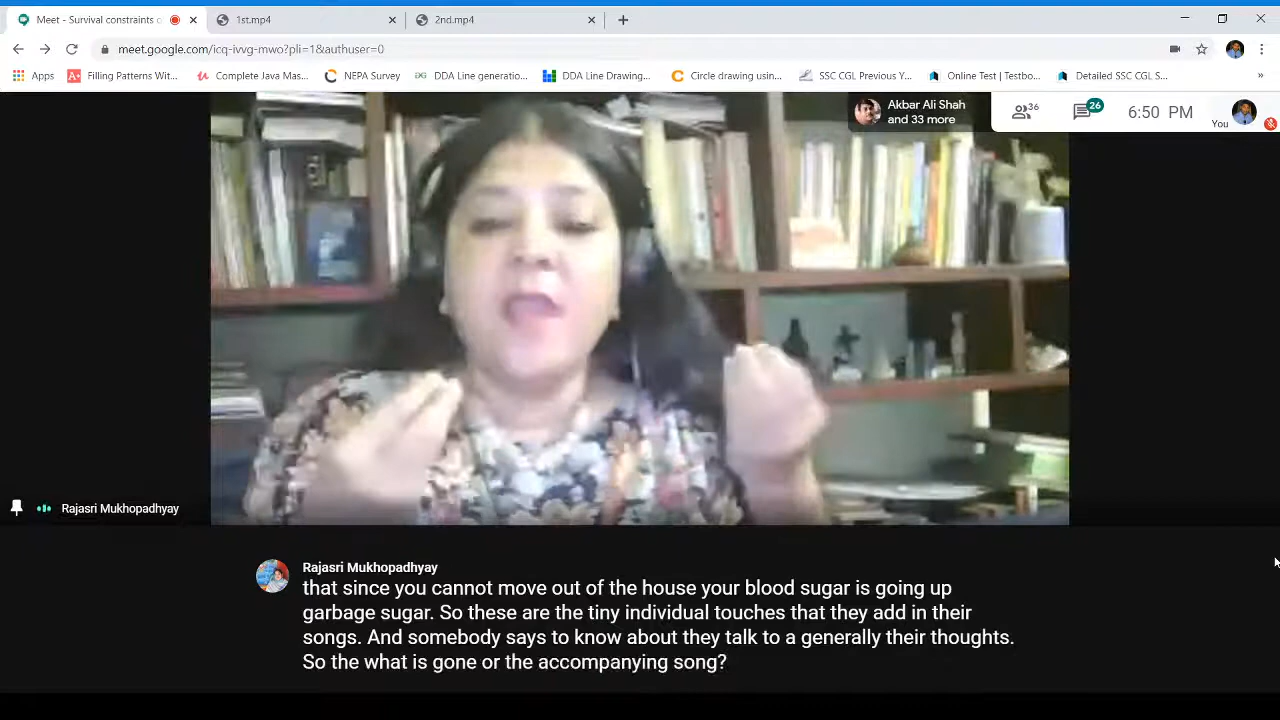 Meet - Survival constraints o
1st.mp4
2nd.mp4
meet.google.com/icq-ivvg-mwo?pli=1&authuser=0
Apps
Filling Patterns Wit...
Complete Java Mas...
NEPA Survey
DDA Line generatio...
DDA Line Drawing...
Circle drawing usin...
SSC CGL Previous Y...
Online Test | Testbo...
Detailed SSC CGL S...
»
Akbar Ali Shah
and 33 more
36
26
6:50 PM
You
Rajasri Mukhopadhyay
Rajasri Mukhopadhyay
that since you cannot move out of the house your blood sugar is going up
garbage sugar. So these are the tiny individual touches that they add in their
songs. And somebody says to know about they talk to a generally their thoughts.
So the what is gone or the accompanying song?